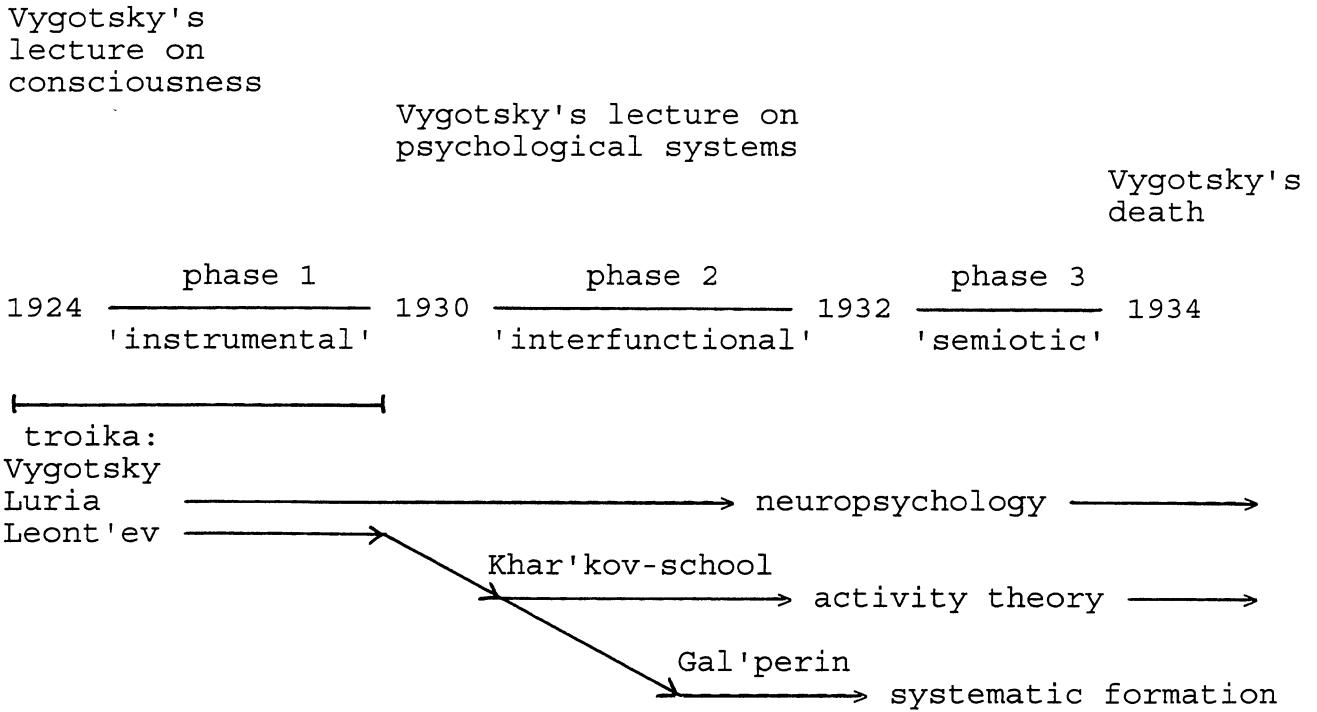 Vygotsky's
lecture on
consciousness
Vygotsky's lecture on
psychological systems
Vygotsky's
death
phase 1
phase 2
phase 3
1924
1930
1932
1934
'instrumental'
'interfunctional'
'semiotic'
troika:
Vygotsky
Luria
neuropsychology
Leont'ev
Khar'kov-school
activity theory
Gal'perin
systematic formation